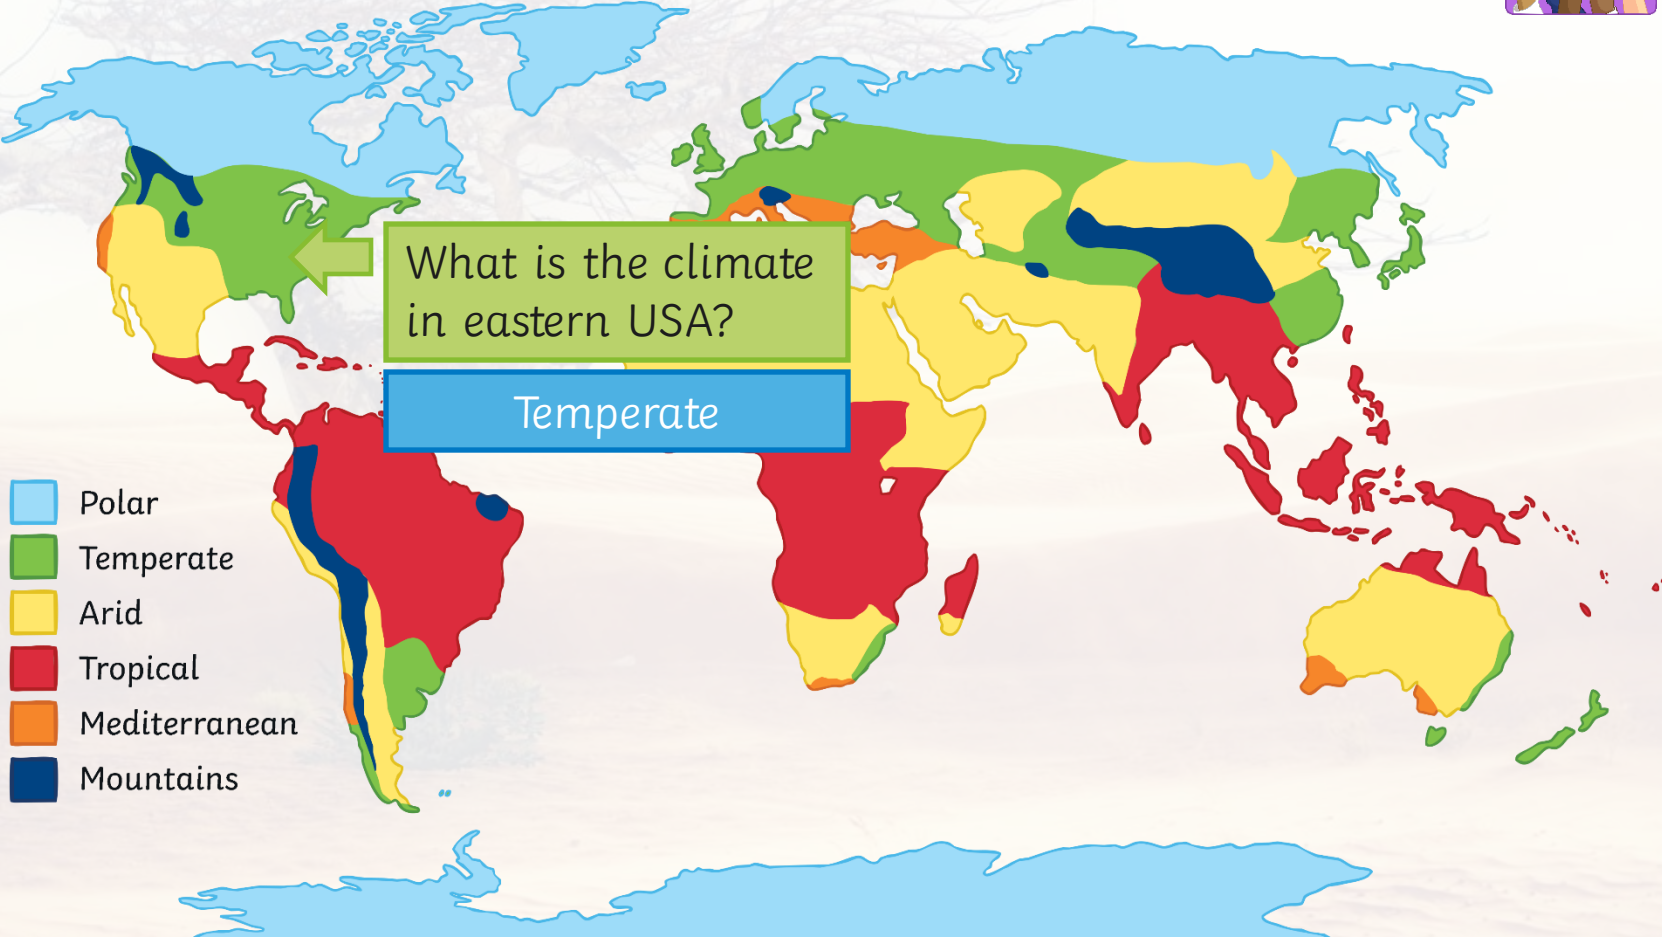 What is the climate
in eastern USA?
Temperate
Polar
Temperate
Arid
Tropical
Mediterranean
Mountains